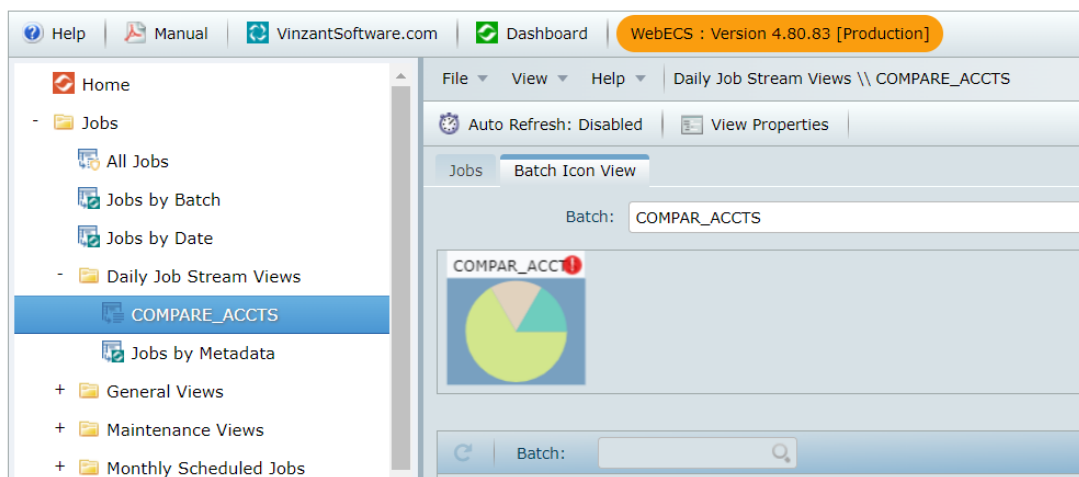 Help Manual VinzantSoftware.com Dashboard WebECS : Version 4.80.83 [Production]
Home
- Jobs
All Jobs
Jobs by Batch
Jobs by Date
- Daily Job Stream Views
COMPARE_ACCTS
Jobs by Metadata
+ General Views
+ Maintenance Views
+ Monthly Scheduled Jobs
File View Help Daily Job Stream Views \\ COMPARE_ACCTS
Auto Refresh: Disabled View Properties
Jobs Batch Icon View
Batch: COMPAR_ACCTS
COMPAR_ACCT
Batch: